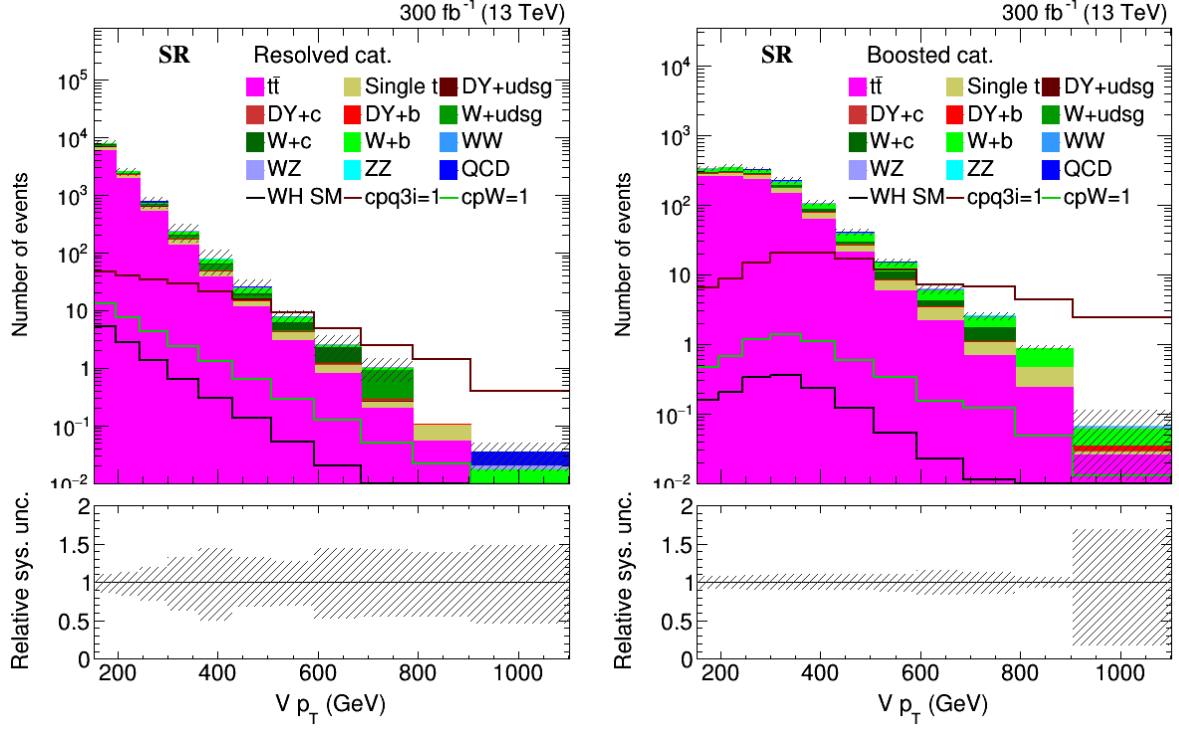 300 fb⁻¹ (13 TeV)
SR Resolved cat.
tt̄ Single t DY+udsg
DY+c DY+b W+udsg
W+c W+b WW
WZ ZZ QCD
WH SM cpq3i=1 cpW=1
Number of events
10⁵
10⁴
10³
10²
10
1
10⁻¹
10⁻²
Relative sys. unc.
2
1.5
1
0.5
0
200 400 600 800 1000
V p_T (GeV)
300 fb⁻¹ (13 TeV)
SR Boosted cat.
tt̄ Single t DY+udsg
DY+c DY+b W+udsg
W+c W+b WW
WZ ZZ QCD
WH SM cpq3i=1 cpW=1
Number of events
10⁴
10³
10²
10
1
10⁻¹
10⁻²
Relative sys. unc.
2
1.5
1
0.5
0
200 400 600 800 1000
V p_T (GeV)